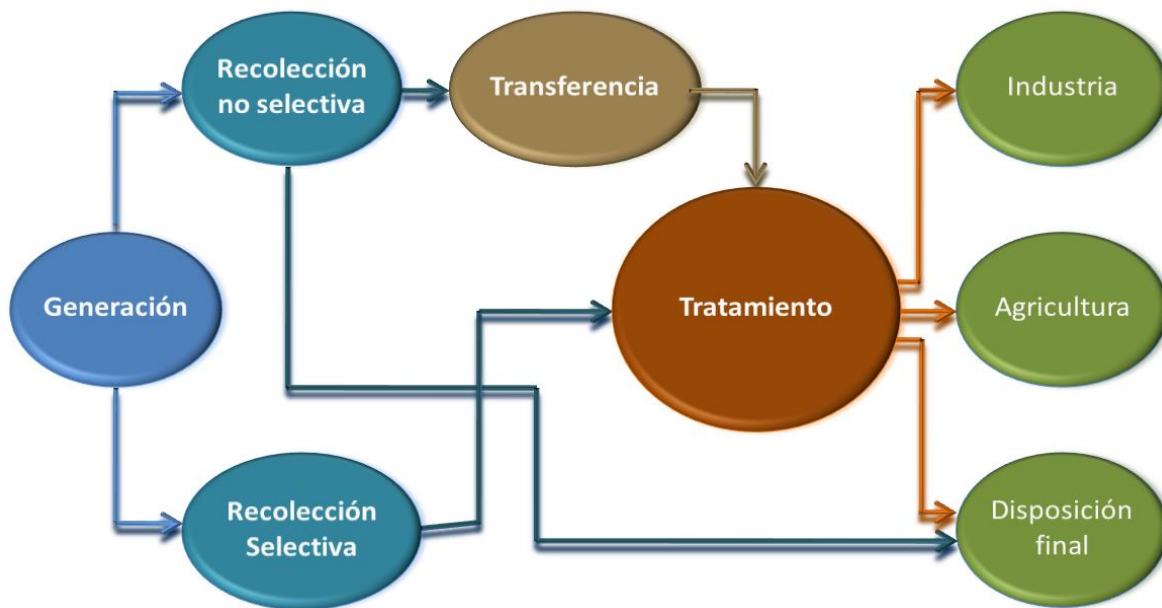 Recolección
no selectiva
Transferencia
Industria
Generación
Tratamiento
Agricultura
Recolección
Selectiva
Disposición
final